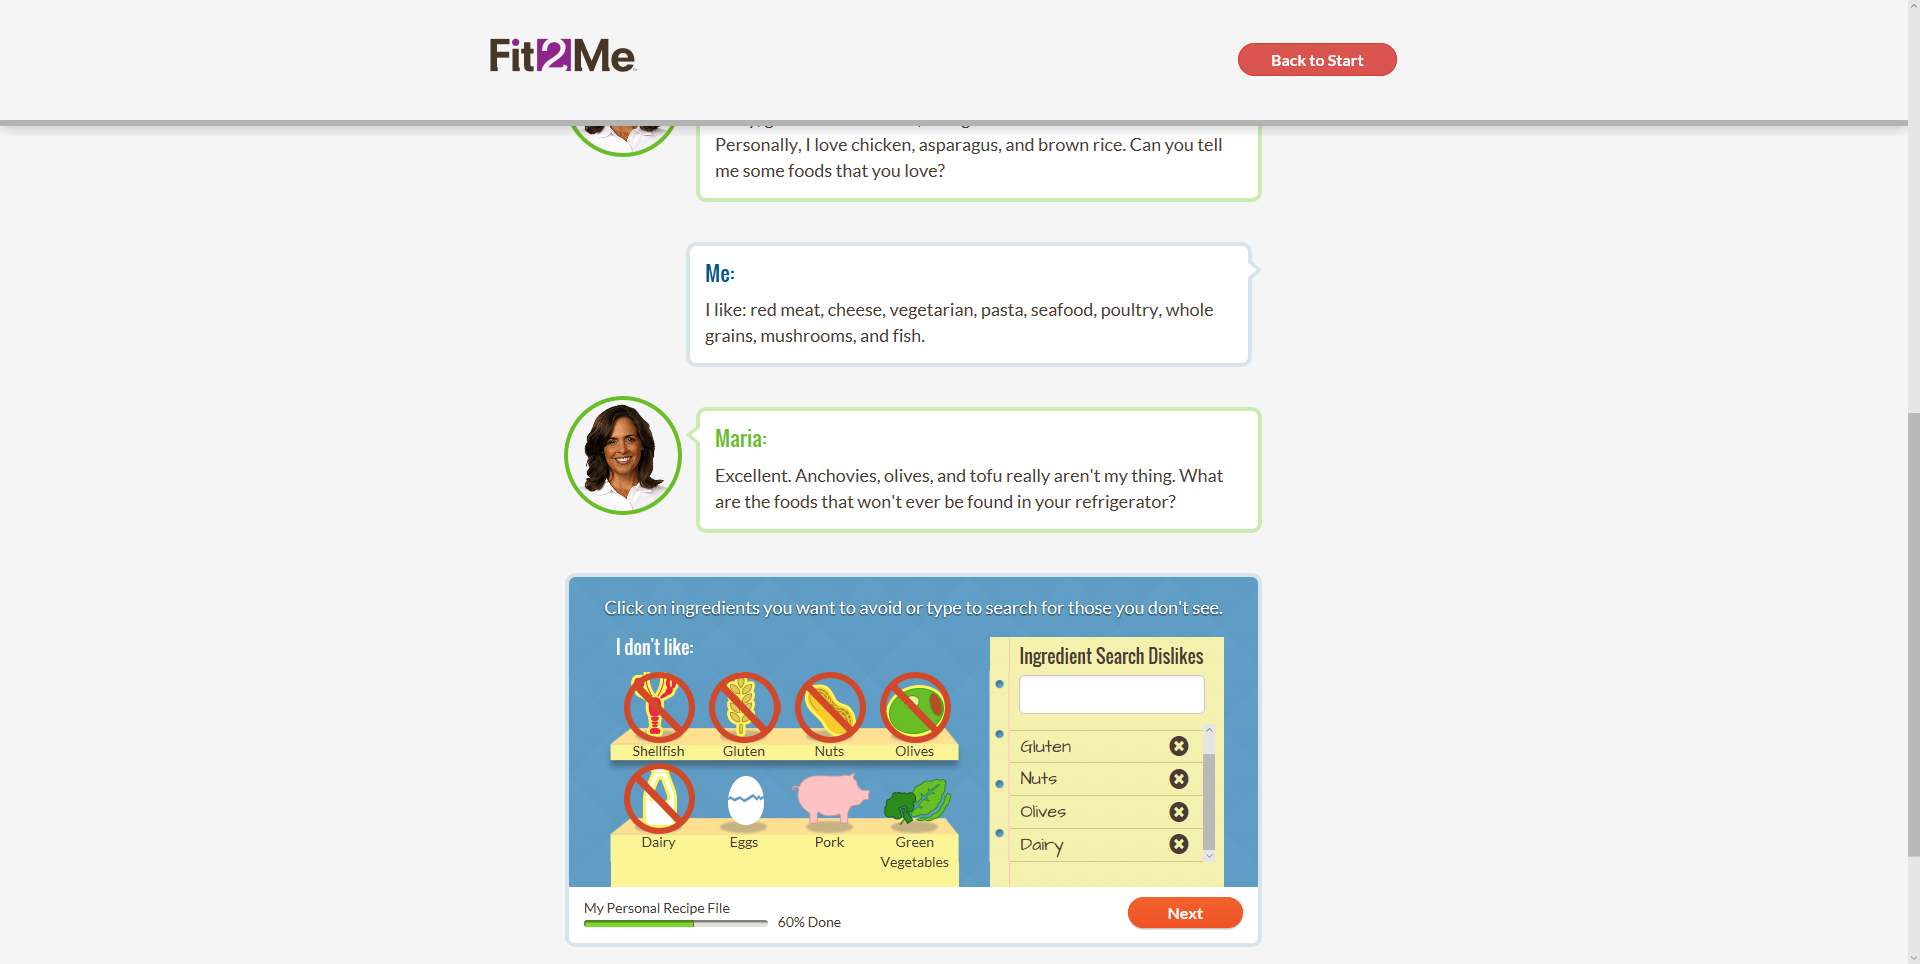 Fit2Me
Back to Start
Personally, I love chicken, asparagus, and brown rice. Can you tell
me some foods that you love?
Me:
I like: red meat, cheese, vegetarian, pasta, seafood, poultry, whole
grains, mushrooms, and fish.
Maria:
Excellent. Anchovies, olives, and tofu really aren't my thing. What
are the foods that won't ever be found in your refrigerator?
Click on ingredients you want to avoid or type to search for those you don't see.
I don't like:
Shellfish
Gluten
Nuts
Olives
Dairy
Eggs
Pork
Green
Vegetables
Ingredient Search Dislikes
Gluten
Nuts
Olives
Dairy
My Personal Recipe File
60% Done
Next